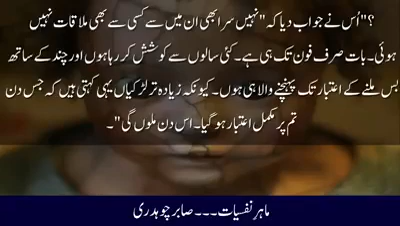 ؟"اُس نے جواب دیا کہ "نہیں سر! ابھی ان میں سے کسی سے بھی ملاقات نہیں
ہوئی۔ بات صرف فون تک ہی ہے۔ کئی سالوں سے کوشش کر رہا ہوں اور چند کے ساتھ
بس ملنے کے اعتبار تک پہنچنے والا ہی ہوں۔ کیونکہ زیادہ تر لڑکیاں یہی کہتی ہیں کہ جس دن
تم پر مکمل اعتبار ہو گیا۔ اس دن ملوں گی"۔
ماہرِ نفسیات۔۔۔صابر چوہدری